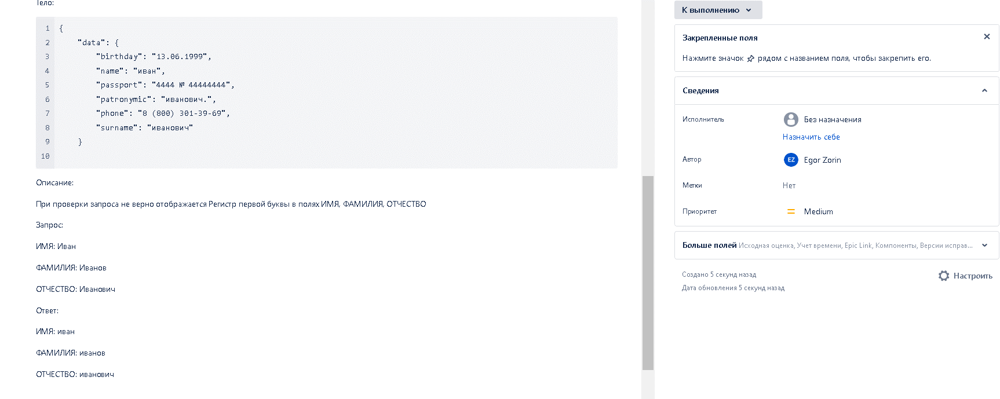 Тело:
1 {
2 "data": {
3 "birthday": "13.06.1999",
4 "name": "иван",
5 "passport": "4444 № 44444444",
6 "patronymic": "иванович.",
7 "phone": "8 (800) 301-39-69",
8 "surname": "иванович"
9 }
10
Описание:
При проверки запроса не верно отображается Регистр первой буквы в полях ИМЯ, ФАМИЛИЯ, ОТЧЕСТВО
Запрос:
ИМЯ: Иван
ФАМИЛИЯ: Иванов
ОТЧЕСТВО: Иванович
Ответ:
ИМЯ: иван
ФАМИЛИЯ: иванов
ОТЧЕСТВО: иванович
К выполнению
Закрепленные поля
Нажмите значок рядом с названием поля, чтобы закрепить его.
Сведения
Исполнитель
Без назначения
Назначить себе
Автор
EZ Egor Zorin
Метки
Нет
Приоритет
Medium
Больше полей Исходная оценка, Учет времени, Epic Link, Компоненты, Версии исправ...
Создано 5 секунд назад
Настроить
Дата обновления 5 секунд назад